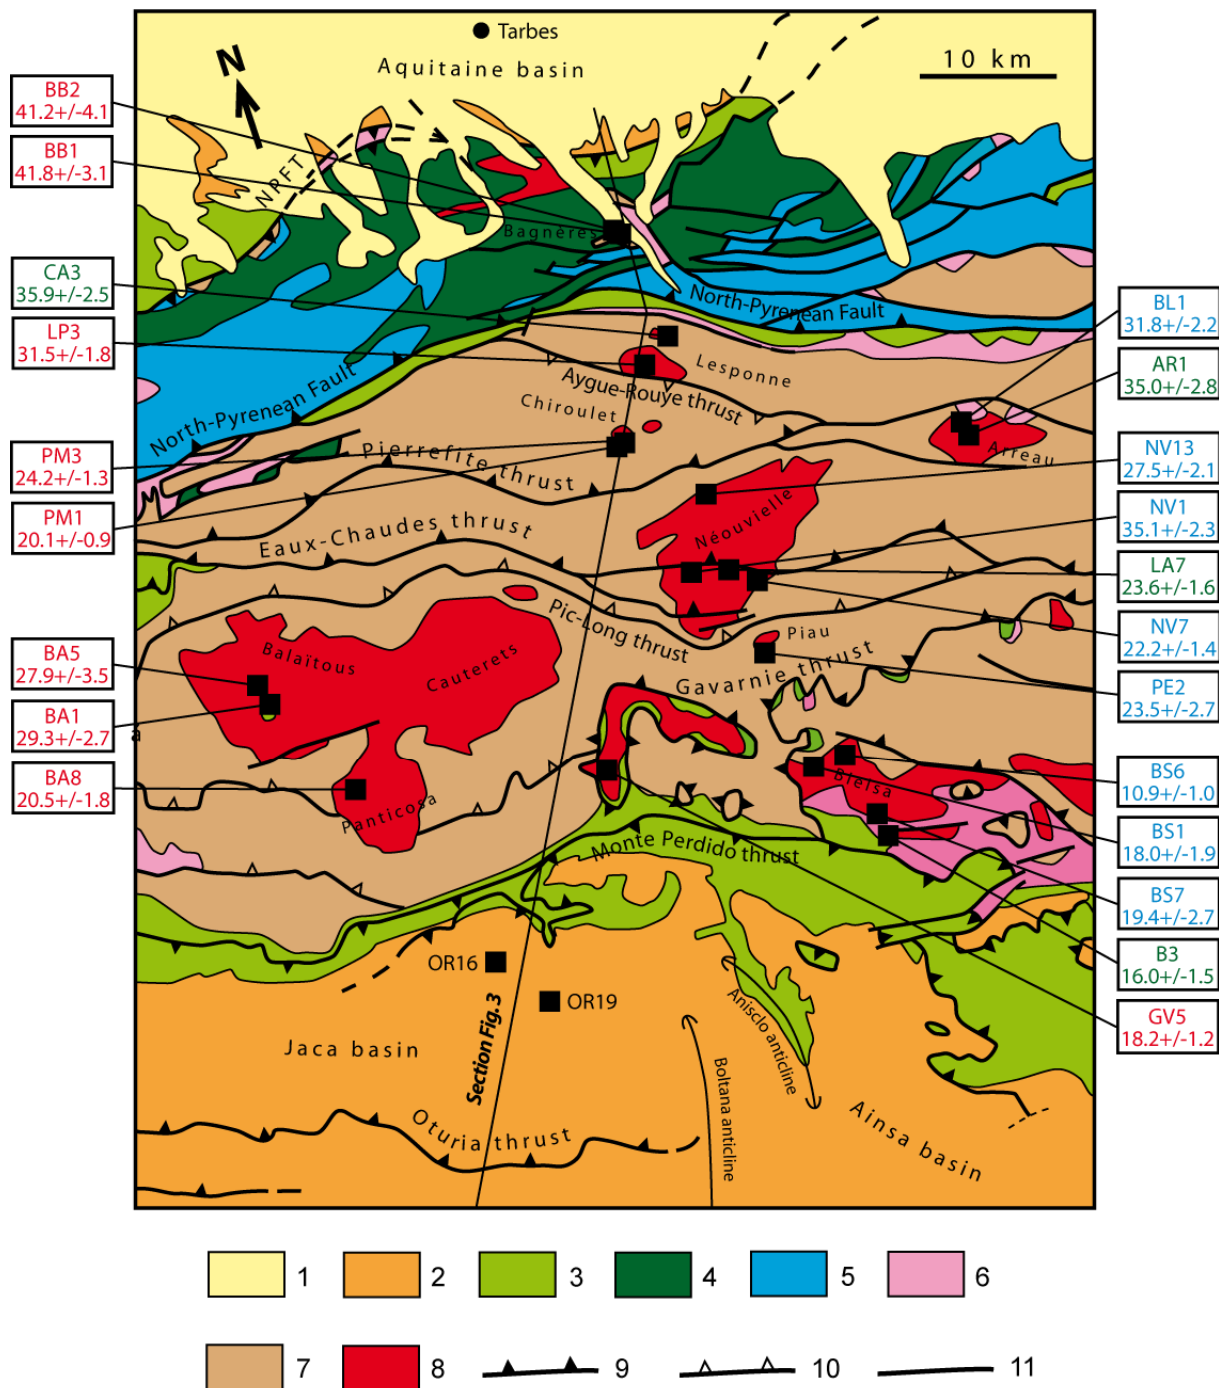 Tarbes
Aquitaine basin
10 km
N
BB2
41.2+/-4.1
BB1
41.8+/-3.1
NPFT
Bagnères
CA3
35.9+/-2.5
LP3
31.5+/-1.8
North-Pyrenean Fault
BL1
31.8+/-2.2
AR1
35.0+/-2.8
Lesponne
Aygue-Rouye thrust
Chiroulet
North-Pyrenean Fault
Arreau
PM3
24.2+/-1.3
PM1
20.1+/-0.9
Pierrefite thrust
NV13
27.5+/-2.1
NV1
35.1+/-2.3
Néouvielle
Eaux-Chaudes thrust
LA7
23.6+/-1.6
NV7
22.2+/-1.4
Pic-Long thrust
Piau
BA5
27.9+/-3.5
BA1
29.3+/-2.7
Balaïtous
Cauterets
Gavarnie thrust
PE2
23.5+/-2.7
a
BA8
20.5+/-1.8
Panticosa
Bielsa
BS6
10.9+/-1.0
BS1
18.0+/-1.9
Monte Perdido thrust
BS7
19.4+/-2.7
B3
16.0+/-1.5
GV5
18.2+/-1.2
OR16
OR19
Section Fig. 3
Anisclo anticline
Jaca basin
Boltana anticline
Ainsa basin
Oturia thrust
1
2
3
4
5
6
7
8
9
10
11